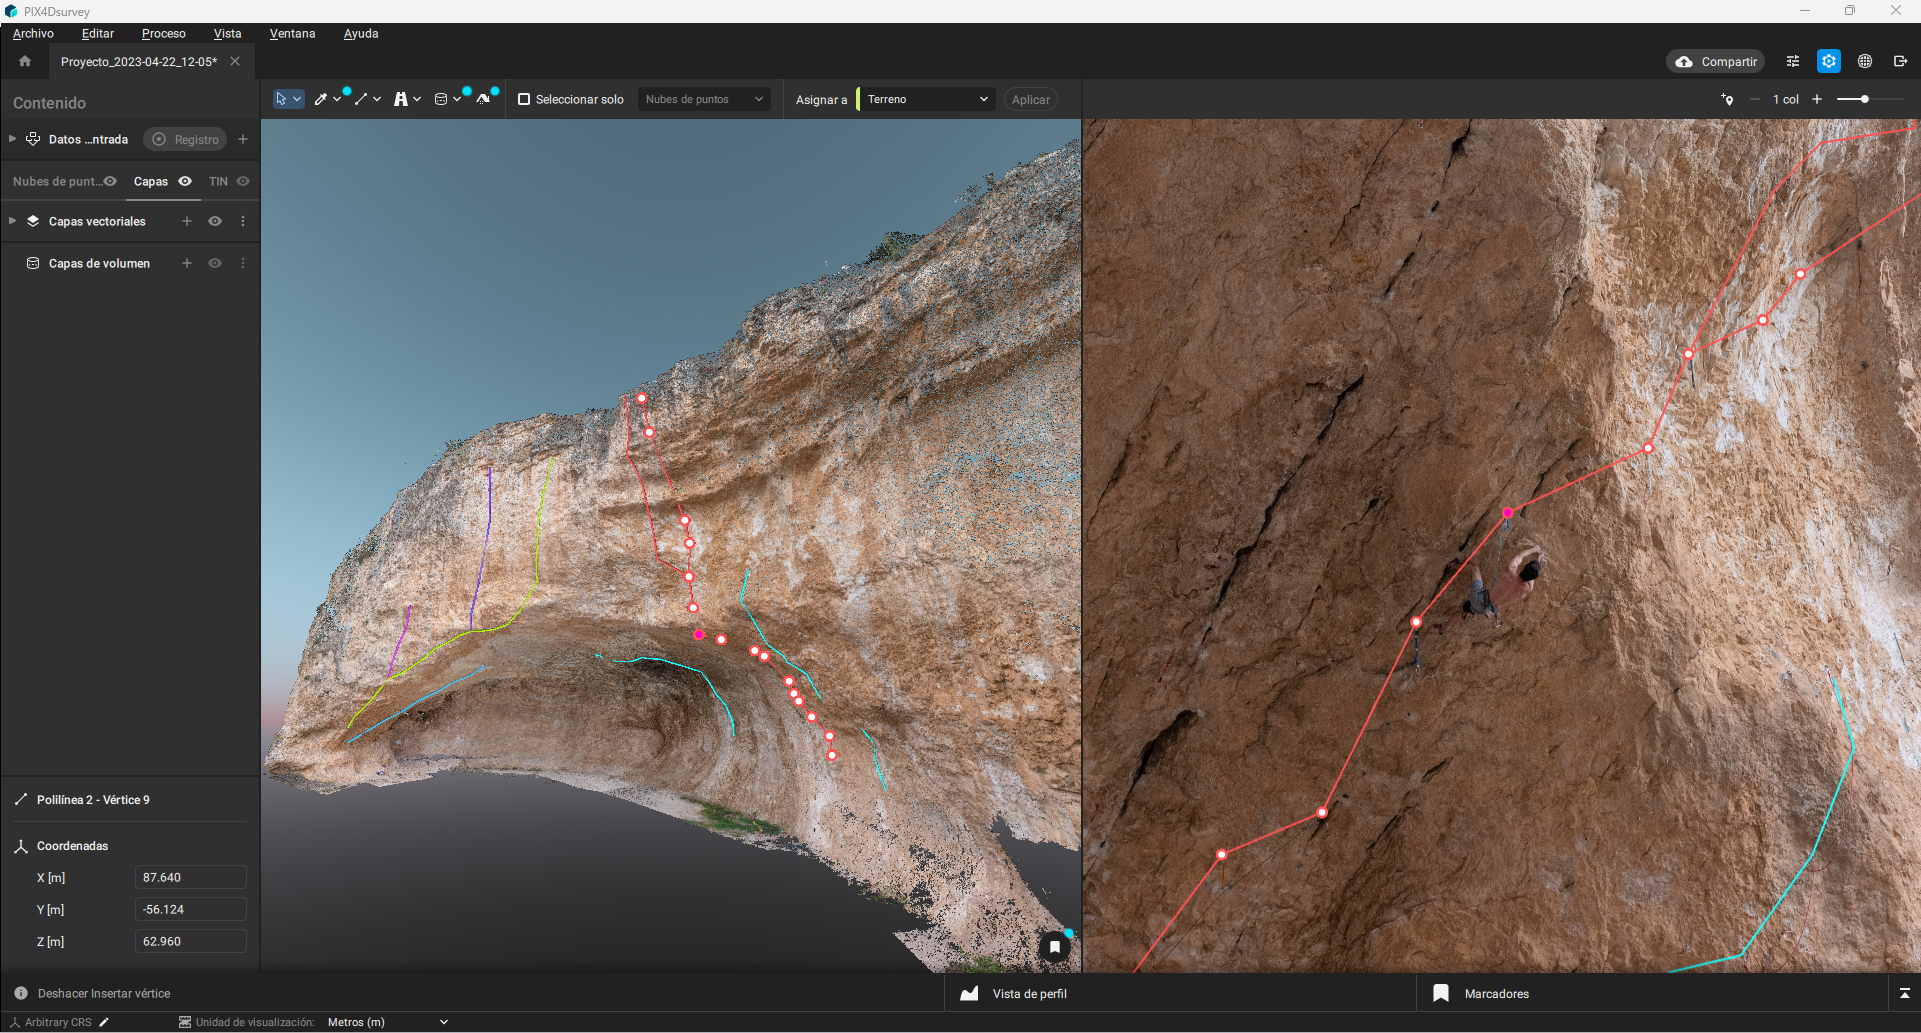 PIX4Dsurvey
Archivo Editar Proceso Vista Ventana Ayuda
Proyecto_2023-04-22_12-05*
Compartir
Contenido
Seleccionar solo
Nubes de puntos
Asignar a
Terreno
Aplicar
1 col
Datos ...ntrada
Registro
Nubes de punt...
Capas
TIN
Capas vectoriales
Capas de volumen
Polilínea 2 - Vértice 9
Coordenadas
X [m] 87.640
Y [m] -56.124
Z [m] 62.960
Deshacer Insertar vértice
Vista de perfil
Marcadores
Arbitrary CRS
Unidad de visualización: Metros (m)